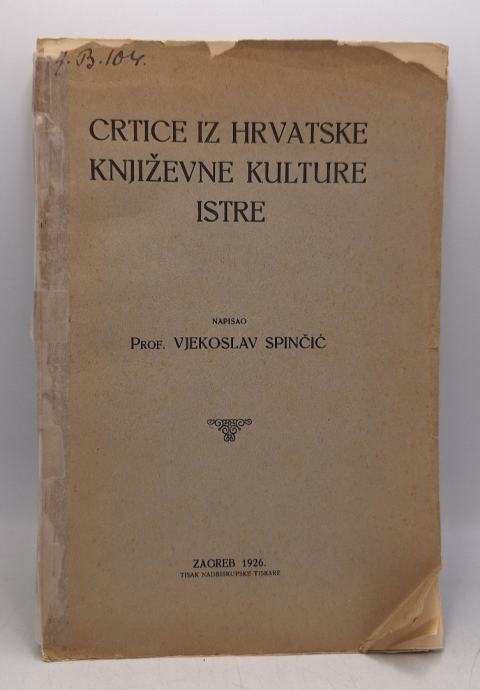 B.104.
CRTICE IZ HRVATSKE
KNJIŽEVNE KULTURE
ISTRE
NAPISAO
PROF. VJEKOSLAV SPINČIĆ
ZAGREB 1926.
TISAK NADBISKUPSKE TISKARE